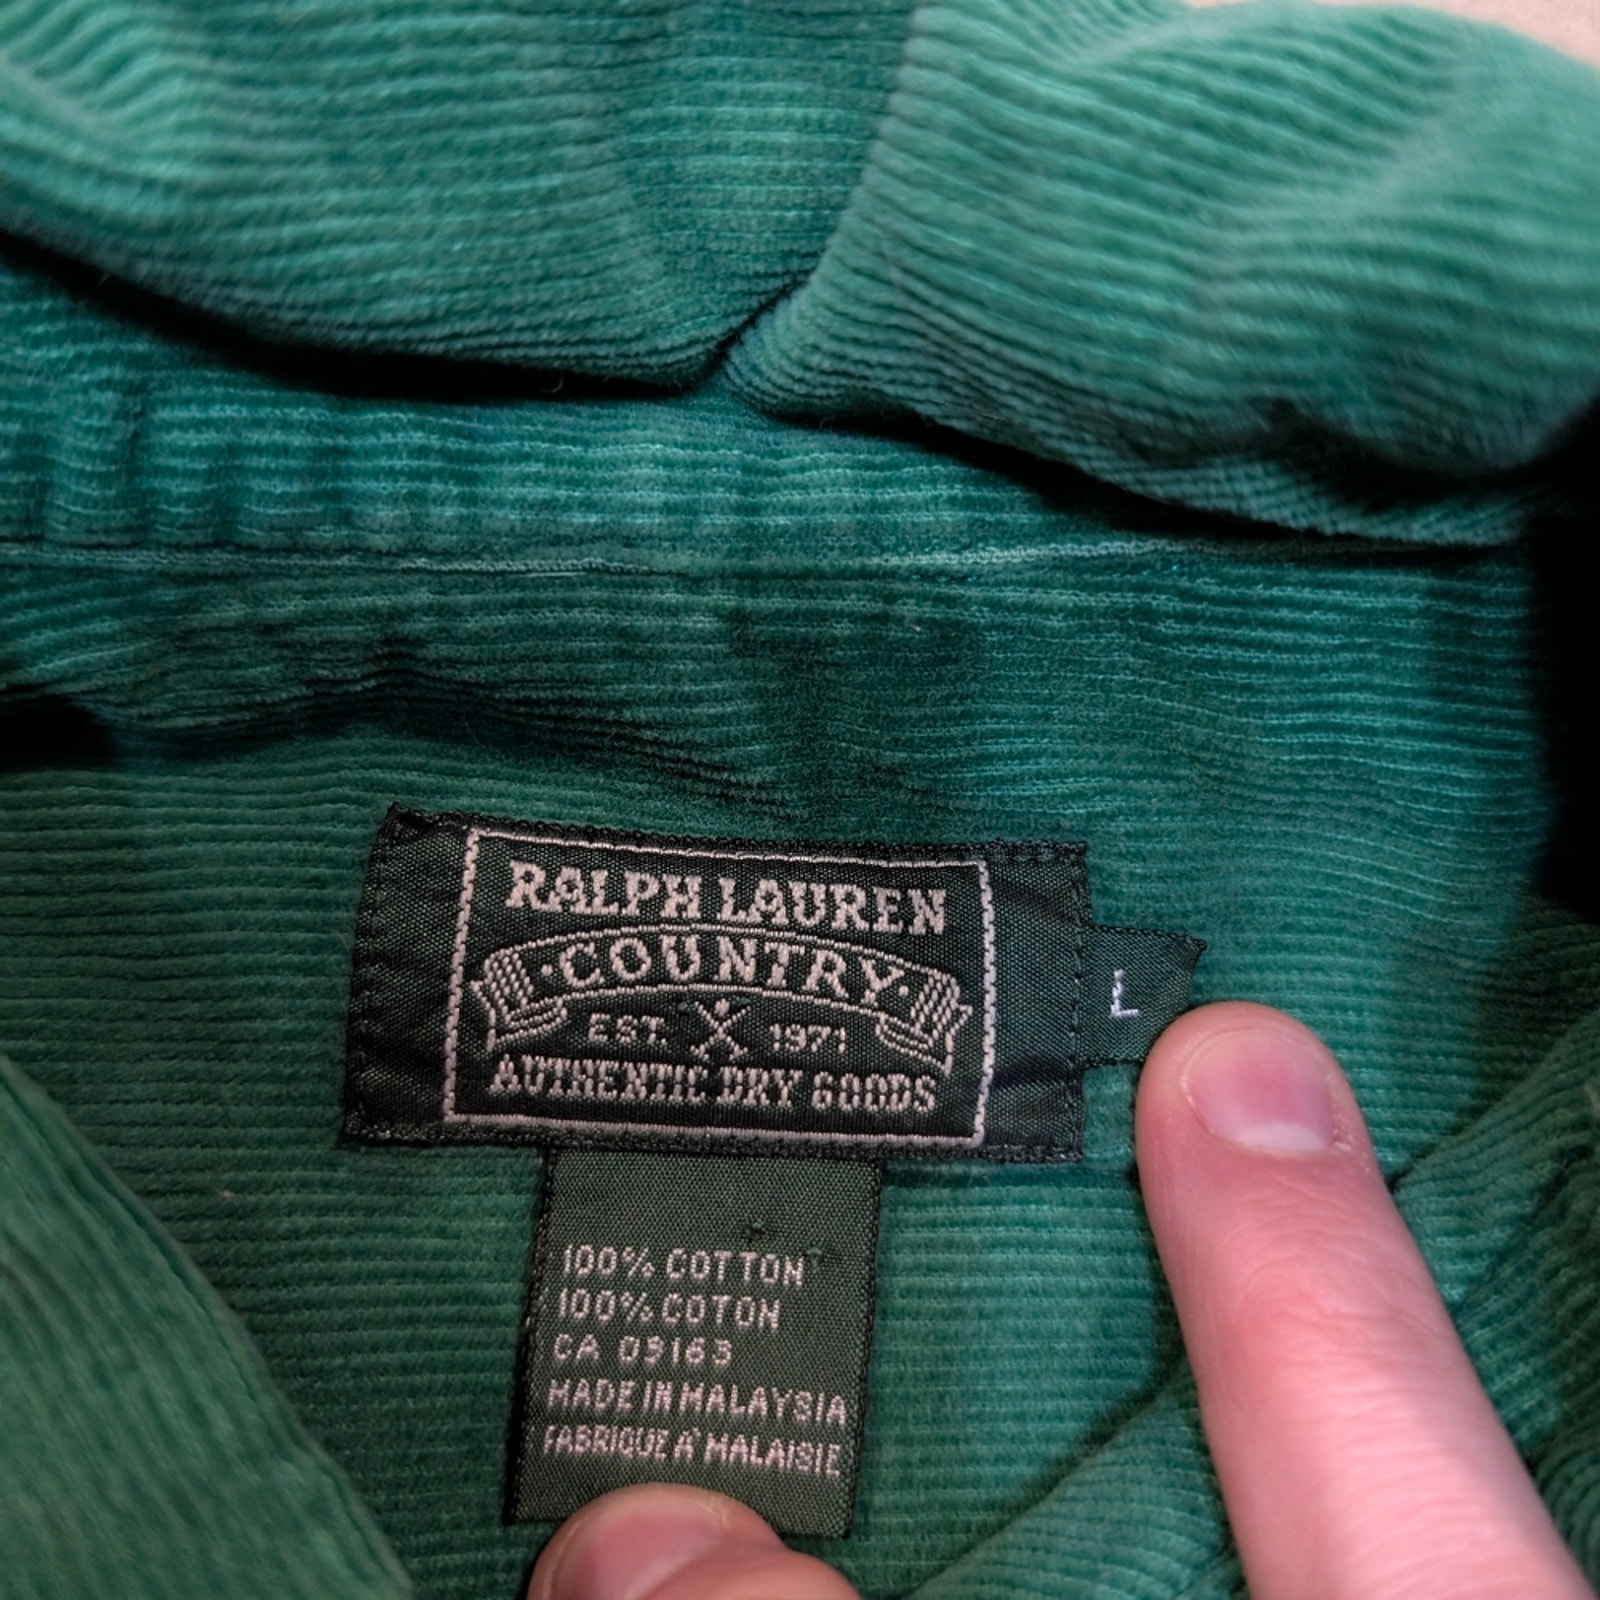 RALPH LAUREN
·COUNTRY·
EST. 1971
AUTHENTIC DRY GOODS
L
100% COTTON
100% COTON
CA 09163
MADE IN MALAYSIA
FABRIQUE A' MALAISIE